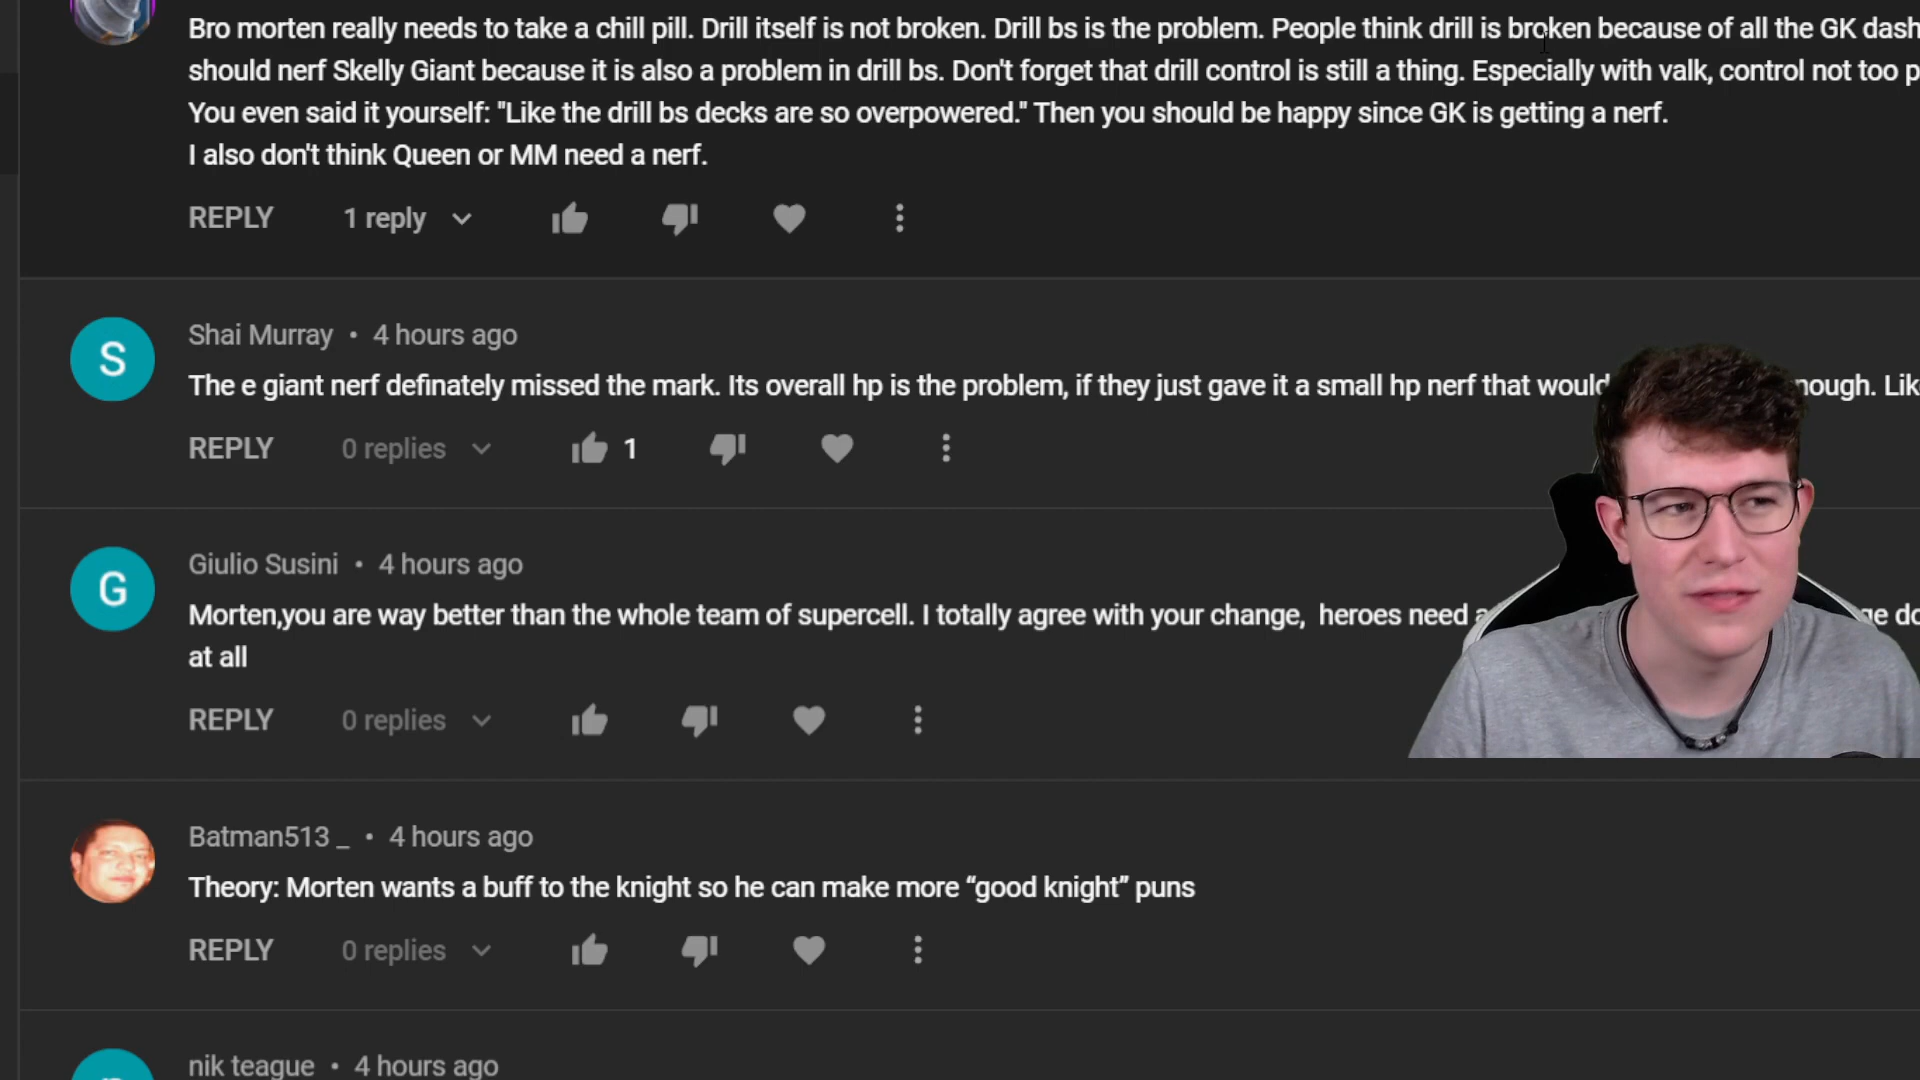 Bro morten really needs to take a chill pill. Drill itself is not broken. Drill bs is the problem. People think drill is broken because of all the GK dash
should nerf Skelly Giant because it is also a problem in drill bs. Don't forget that drill control is still a thing. Especially with valk, control not too
You even said it yourself: "Like the drill bs decks are so overpowered." Then you should be happy since GK is getting a nerf.
I also don't think Queen or MM need a nerf.
REPLY 1 reply
Shai Murray • 4 hours ago
S
The e giant nerf definately missed the mark. Its overall hp is the problem, if they just gave it a small hp nerf that would
REPLY 0 replies 1
Giulio Susini • 4 hours ago
G
Morten,you are way better than the whole team of supercell. I totally agree with your change, heroes need
at all
REPLY 0 replies
Batman513 _ • 4 hours ago
Theory: Morten wants a buff to the knight so he can make more “good knight” puns
REPLY 0 replies
nik teague • 4 hours ago